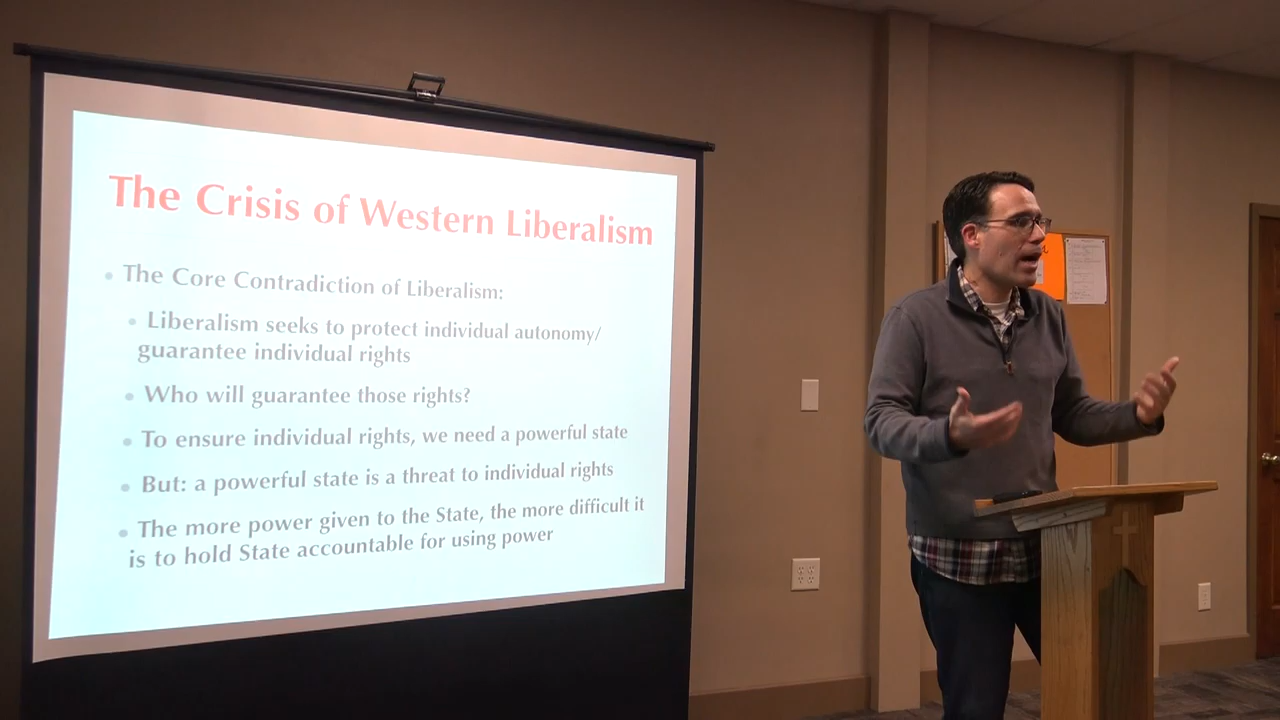 The Crisis of Western Liberalism
• The Core Contradiction of Liberalism:
• Liberalism seeks to protect individual autonomy/
guarantee individual rights
• Who will guarantee those rights?
• To ensure individual rights, we need a powerful state
• But: a powerful state is a threat to individual rights
• The more power given to the State, the more difficult it
is to hold State accountable for using power